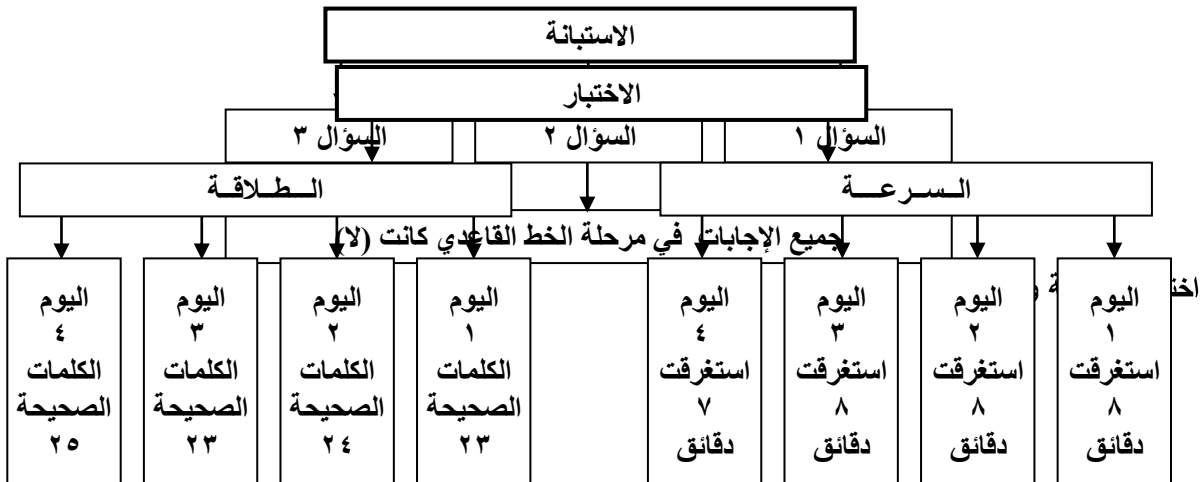 الاستبانة
الاختبار
السؤال ١
السؤال ٢
السؤال ٣
الـسـرعـــة
الـــطــلاقــة
جميع الإجابات في مرحلة الخط القاعدي كانت (لا)
اليوم
١
استغرقت
٨
دقائق
اليوم
٢
استغرقت
٨
دقائق
اليوم
٣
استغرقت
٨
دقائق
اليوم
٤
استغرقت
٧
دقائق
اليوم
١
الكلمات
الصحيحة
٢٣
اليوم
٢
الكلمات
الصحيحة
٢٤
اليوم
٣
الكلمات
الصحيحة
٢٣
اليوم
٤
الكلمات
الصحيحة
٢٥